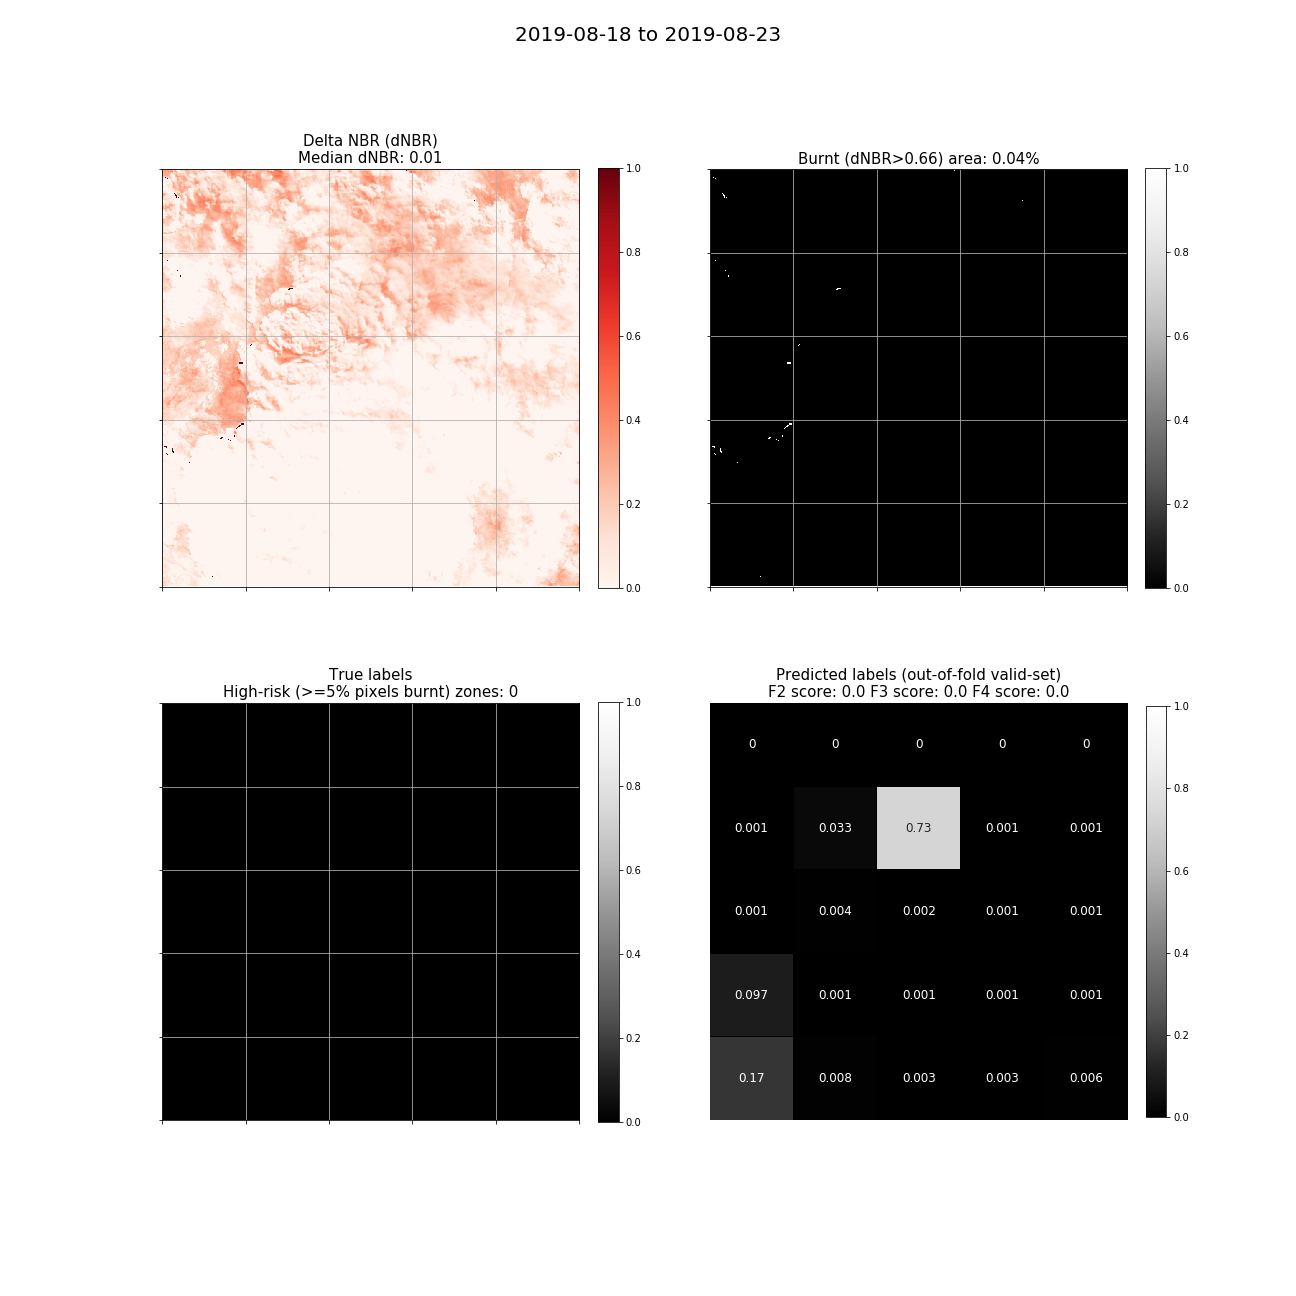 2019-08-18 to 2019-08-23
Delta NBR (dNBR)
Median dNBR: 0.01
1.0
0.8
0.6
0.4
0.2
0.0
Burnt (dNBR>0.66) area: 0.04%
1.0
0.8
0.6
0.4
0.2
0.0
True labels
High-risk (>=5% pixels burnt) zones: 0
1.0
0.8
0.6
0.4
0.2
0.0
Predicted labels (out-of-fold valid-set)
F2 score: 0.0 F3 score: 0.0 F4 score: 0.0
0 0 0 0 0
0.001 0.033 0.73 0.001 0.001
0.001 0.004 0.002 0.001 0.001
0.097 0.001 0.001 0.001 0.001
0.17 0.008 0.003 0.003 0.006
1.0
0.8
0.6
0.4
0.2
0.0